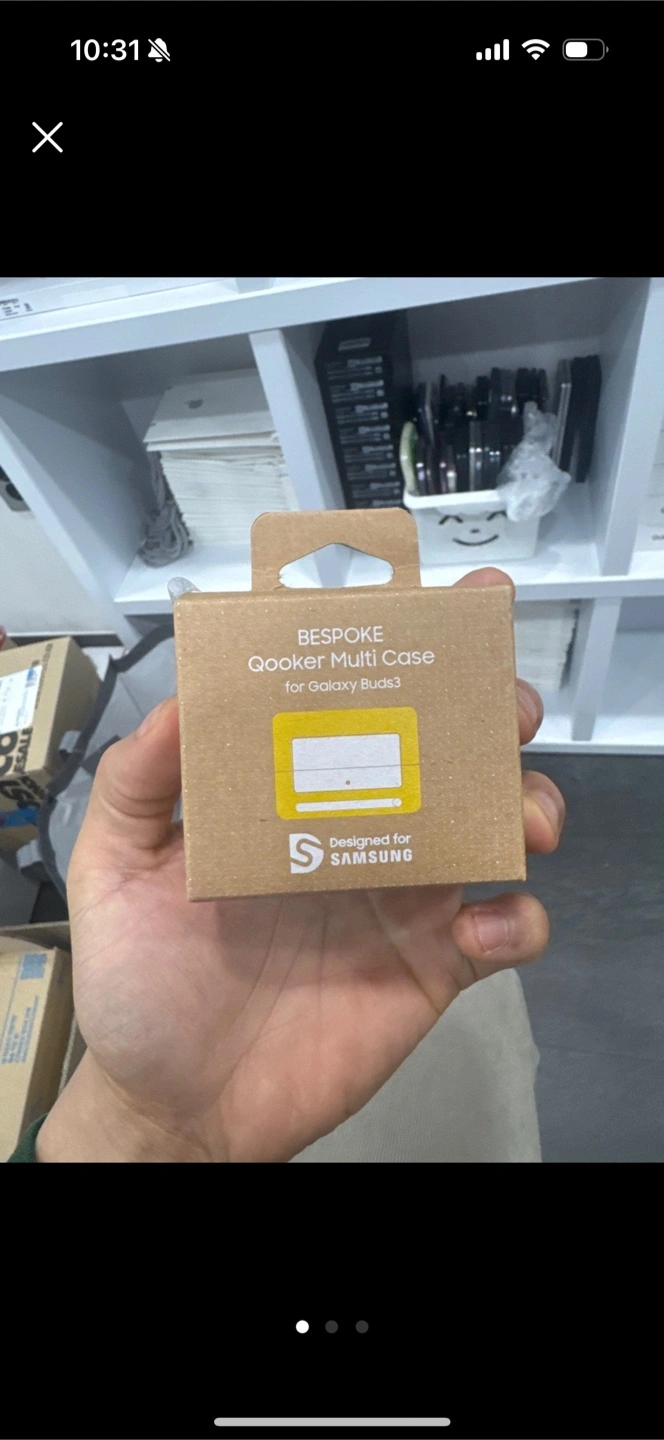 10:31
BESPOKE
Qooker Multi Case
for Galaxy Buds3
Designed for
SAMSUNG